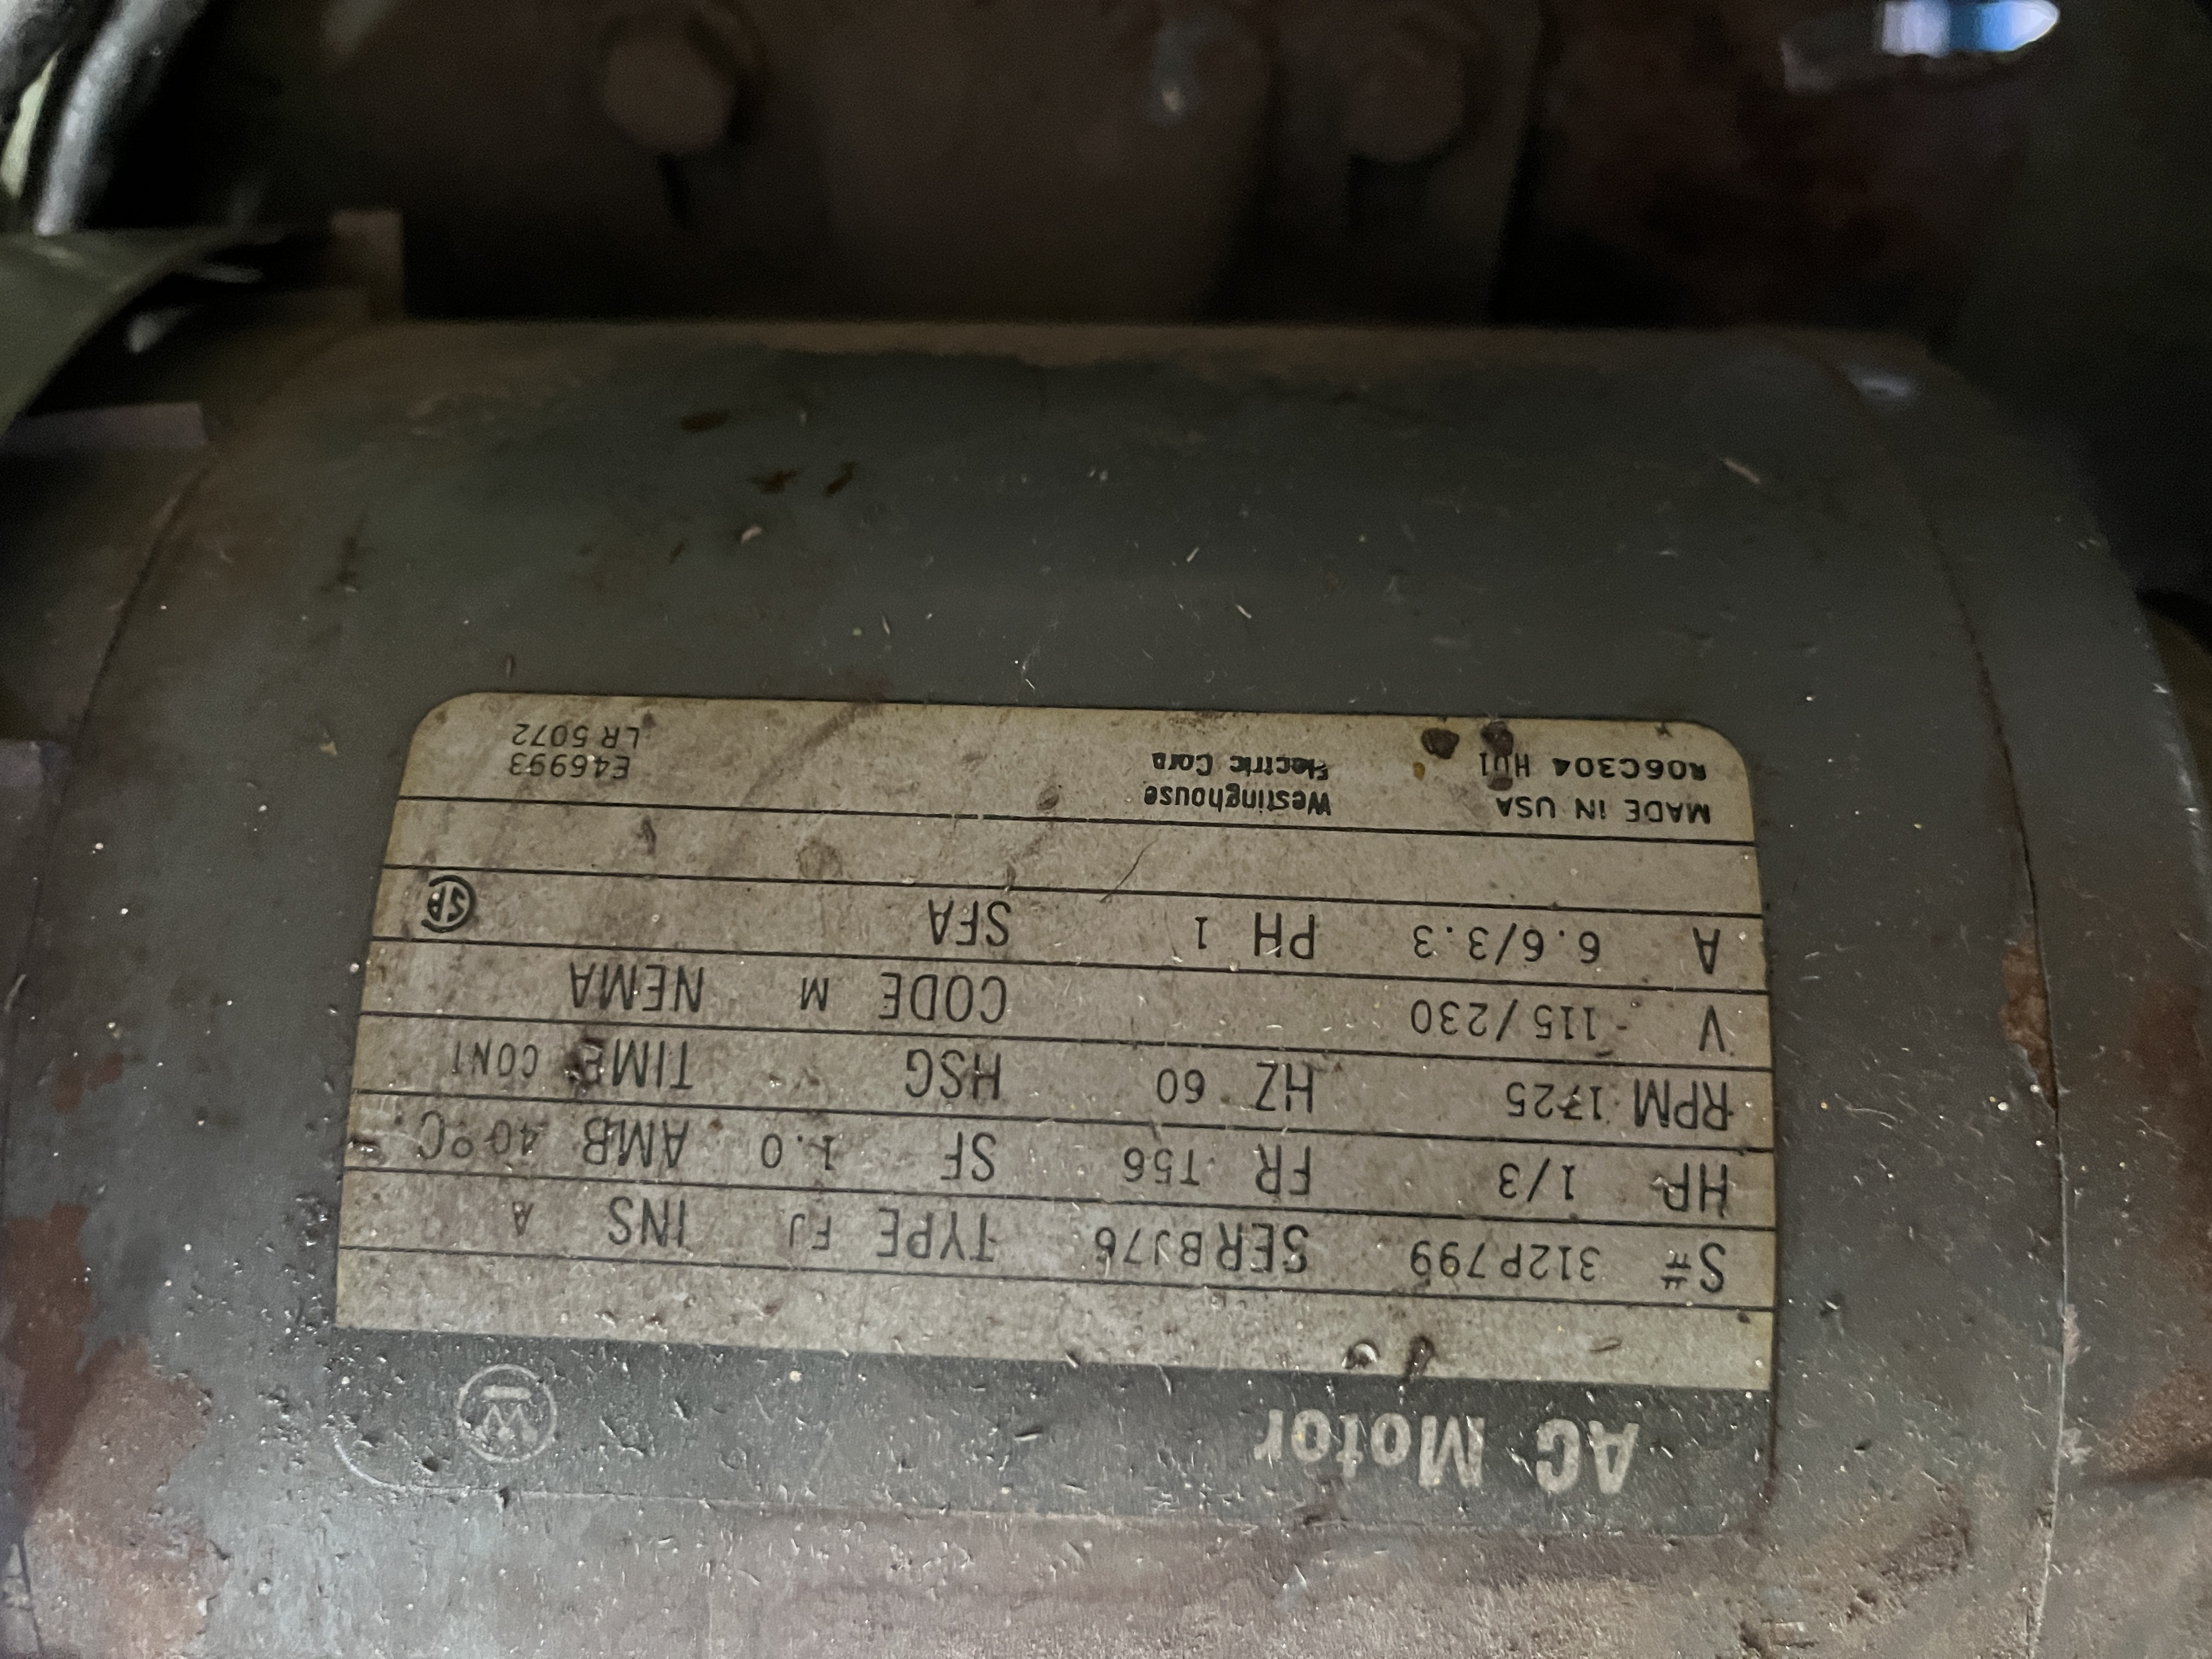 AC Motor W
S# 312P799 SER BJ76 TYPE FJ INS A
HP 1/3 FR T56 SF 1.0 AMB 40°C
RPM 1725 HZ 60 HSG TIME CONT
V 115/230 CODE M NEMA
A 6.6/3.3 PH 1 SFA SA
MADE IN USA Westinghouse E46993
R06C304 H01 Electric Corp LR 5072